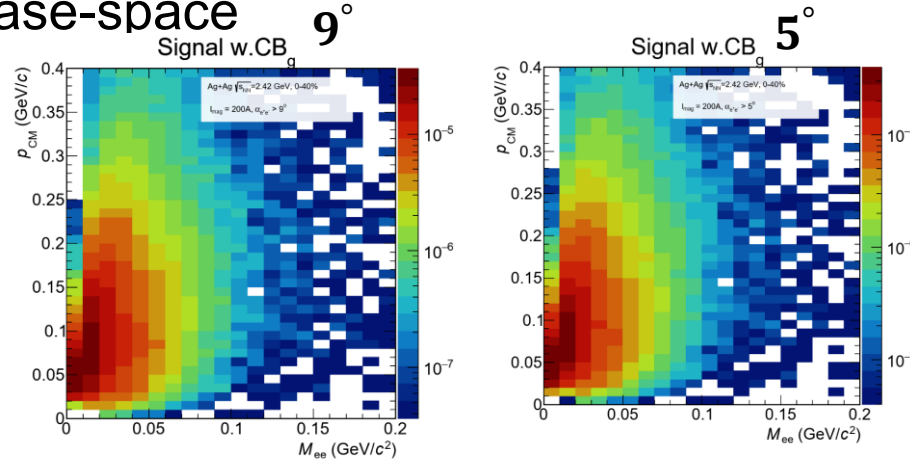 ase-space
9°
5°
Signal w.CB
g
Ag+Ag √sNN=2.42 GeV, 0-40%
Imag = 200A, αe+e- > 9°
pCM (GeV/c)
0.4
0.35
0.3
0.25
0.2
0.15
0.1
0.05
0
0
0.05
0.1
0.15
0.2
Mee (GeV/c²)
10⁻⁵
10⁻⁶
10⁻⁷
Signal w.CB
g
Ag+Ag √sNN=2.42 GeV, 0-40%
Imag = 200A, αe+e- > 5°
pCM (GeV/c)
0.4
0.35
0.3
0.25
0.2
0.15
0.1
0.05
0
0
0.05
0.1
0.15
0.2
Mee (GeV/c²)
10⁻
10⁻
10⁻